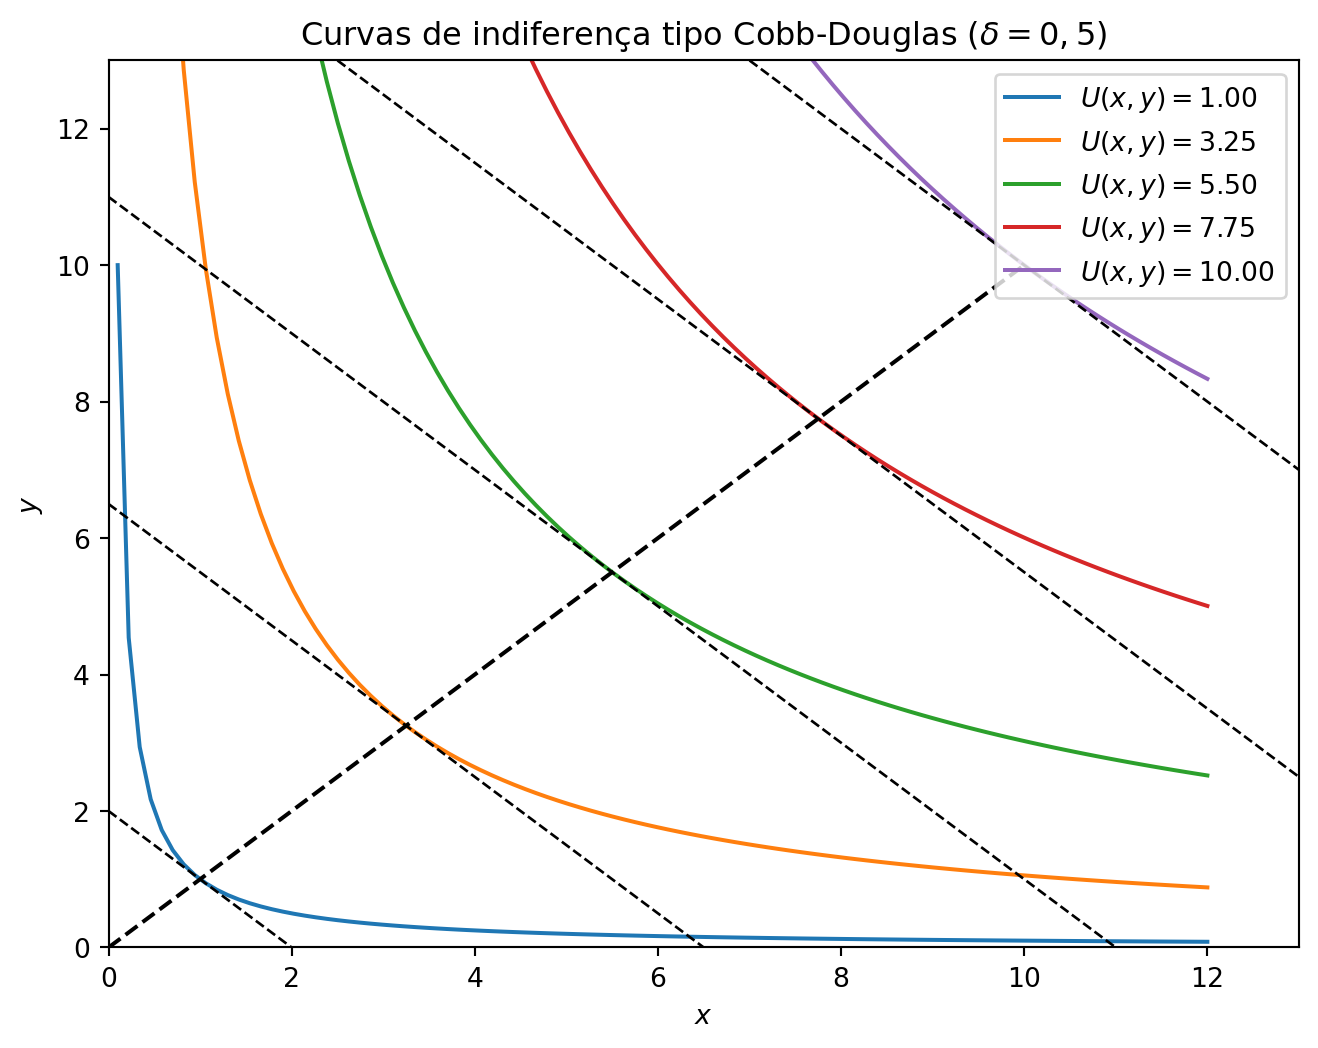 Curvas de indiferença tipo Cobb-Douglas (δ = 0, 5)
U(x, y) = 1.00
U(x, y) = 3.25
U(x, y) = 5.50
U(x, y) = 7.75
U(x, y) = 10.00
12
10
8
6
4
2
0
y
0 2 4 6 8 10 12
x